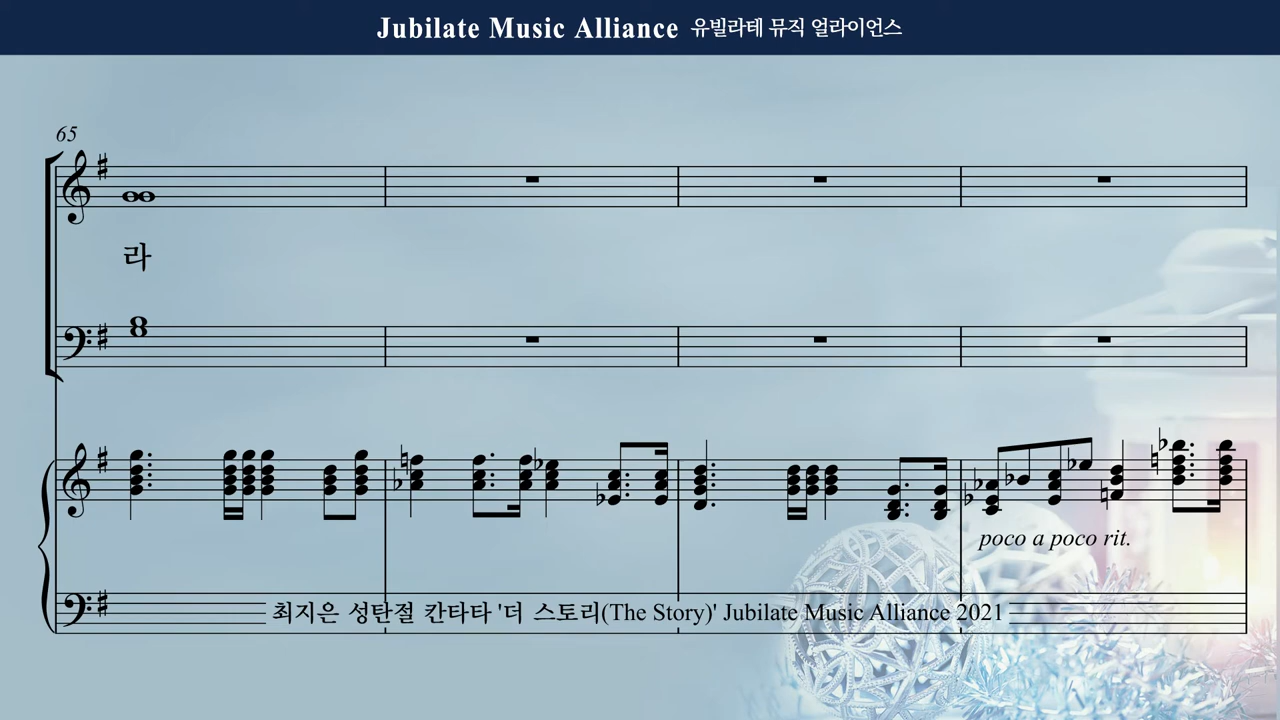 Jubilate Music Alliance 유빌라테 뮤직 얼라이언스
65
라
poco a poco rit.
최지은 성탄절 칸타타 '더 스토리(The Story)' Jubilate Music Alliance 2021